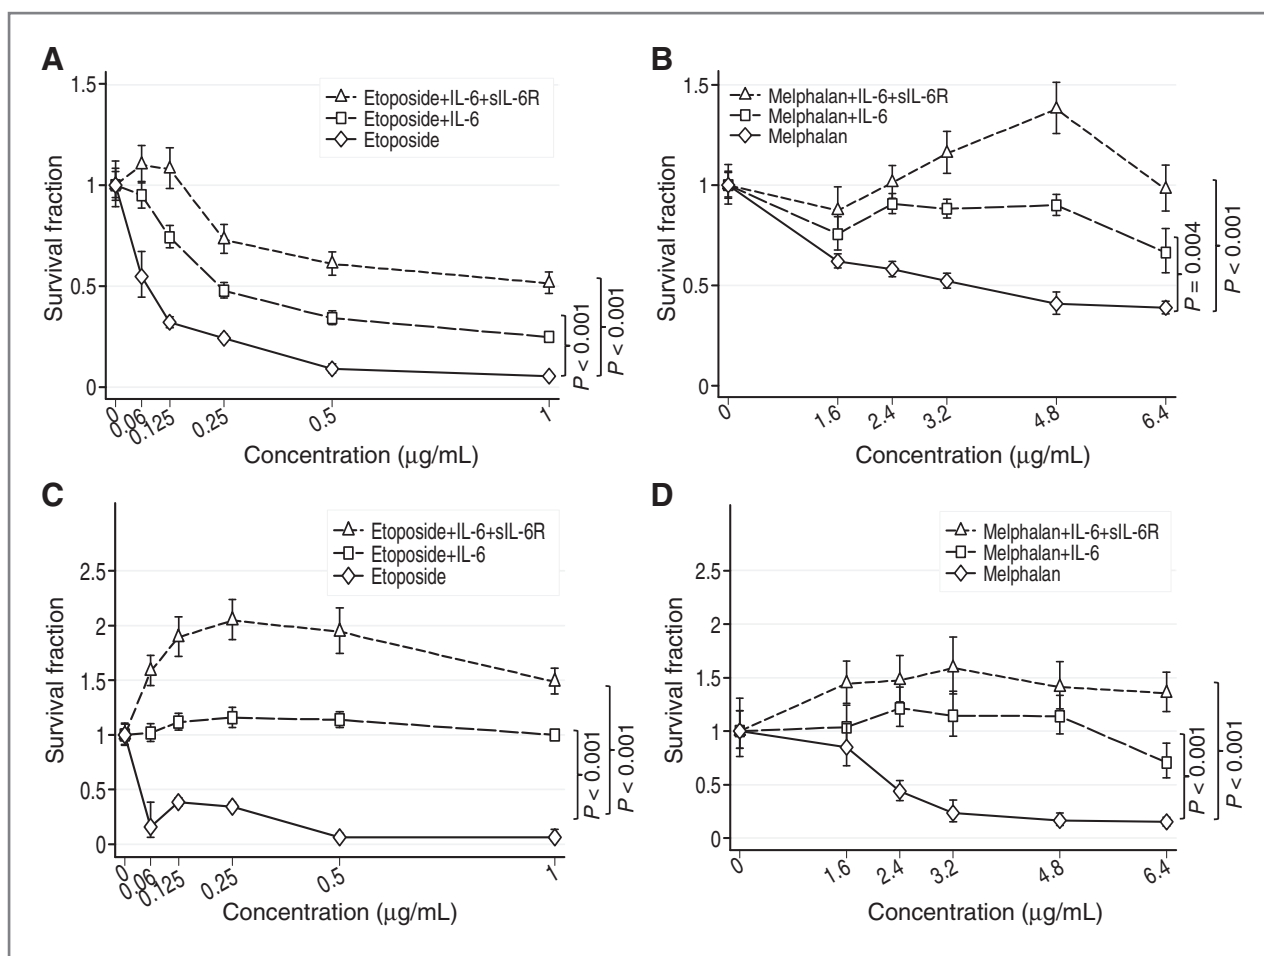 A
1.5
1
0.5
0
Survival fraction
Etoposide+IL-6+sIL-6R
Etoposide+IL-6
Etoposide
P < 0.001
P < 0.001
0
0.06
0.125
0.25
0.5
1
Concentration (μg/mL)
B
1.5
1
0.5
0
Survival fraction
Melphalan+IL-6+sIL-6R
Melphalan+IL-6
Melphalan
P = 0.004
P < 0.001
0
1.6
2.4
3.2
4.8
6.4
Concentration (μg/mL)
C
2.5
2
1.5
1
0.5
0
Survival fraction
Etoposide+IL-6+sIL-6R
Etoposide+IL-6
Etoposide
P < 0.001
P < 0.001
0
0.06
0.125
0.25
0.5
1
Concentration (μg/mL)
D
2.5
2
1.5
1
0.5
0
Survival fraction
Melphalan+IL-6+sIL-6R
Melphalan+IL-6
Melphalan
P < 0.001
P < 0.001
0
1.6
2.4
3.2
4.8
6.4
Concentration (μg/mL)